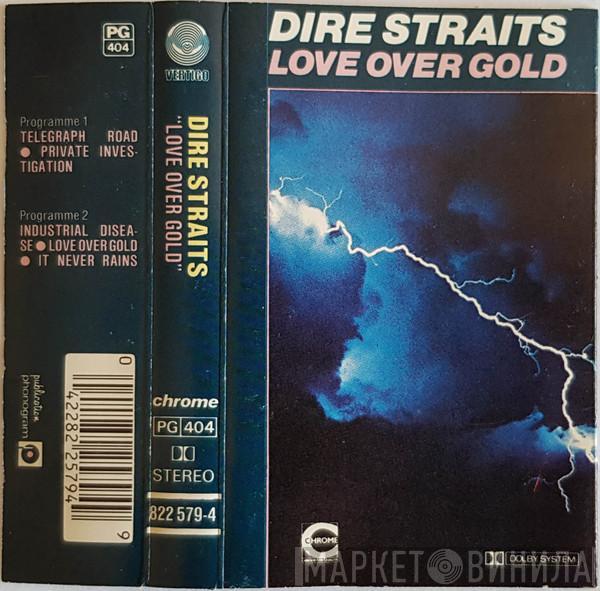 PG
404
Programme 1
TELEGRAPH ROAD
● PRIVATE INVES-
TIGATION
Programme 2
INDUSTRIAL DISEA-
SE ● LOVE OVER GOLD
● IT NEVER RAINS
0 42282 25794 9
publication
phonogram
VERTIGO
DIRE STRAITS
"LOVE OVER GOLD"
chrome
PG 404
STEREO
822 579-4
DIRE STRAITS
LOVE OVER GOLD
CHROME
DOLBY SYSTEM
МАРКЕТ ВИНИЛА